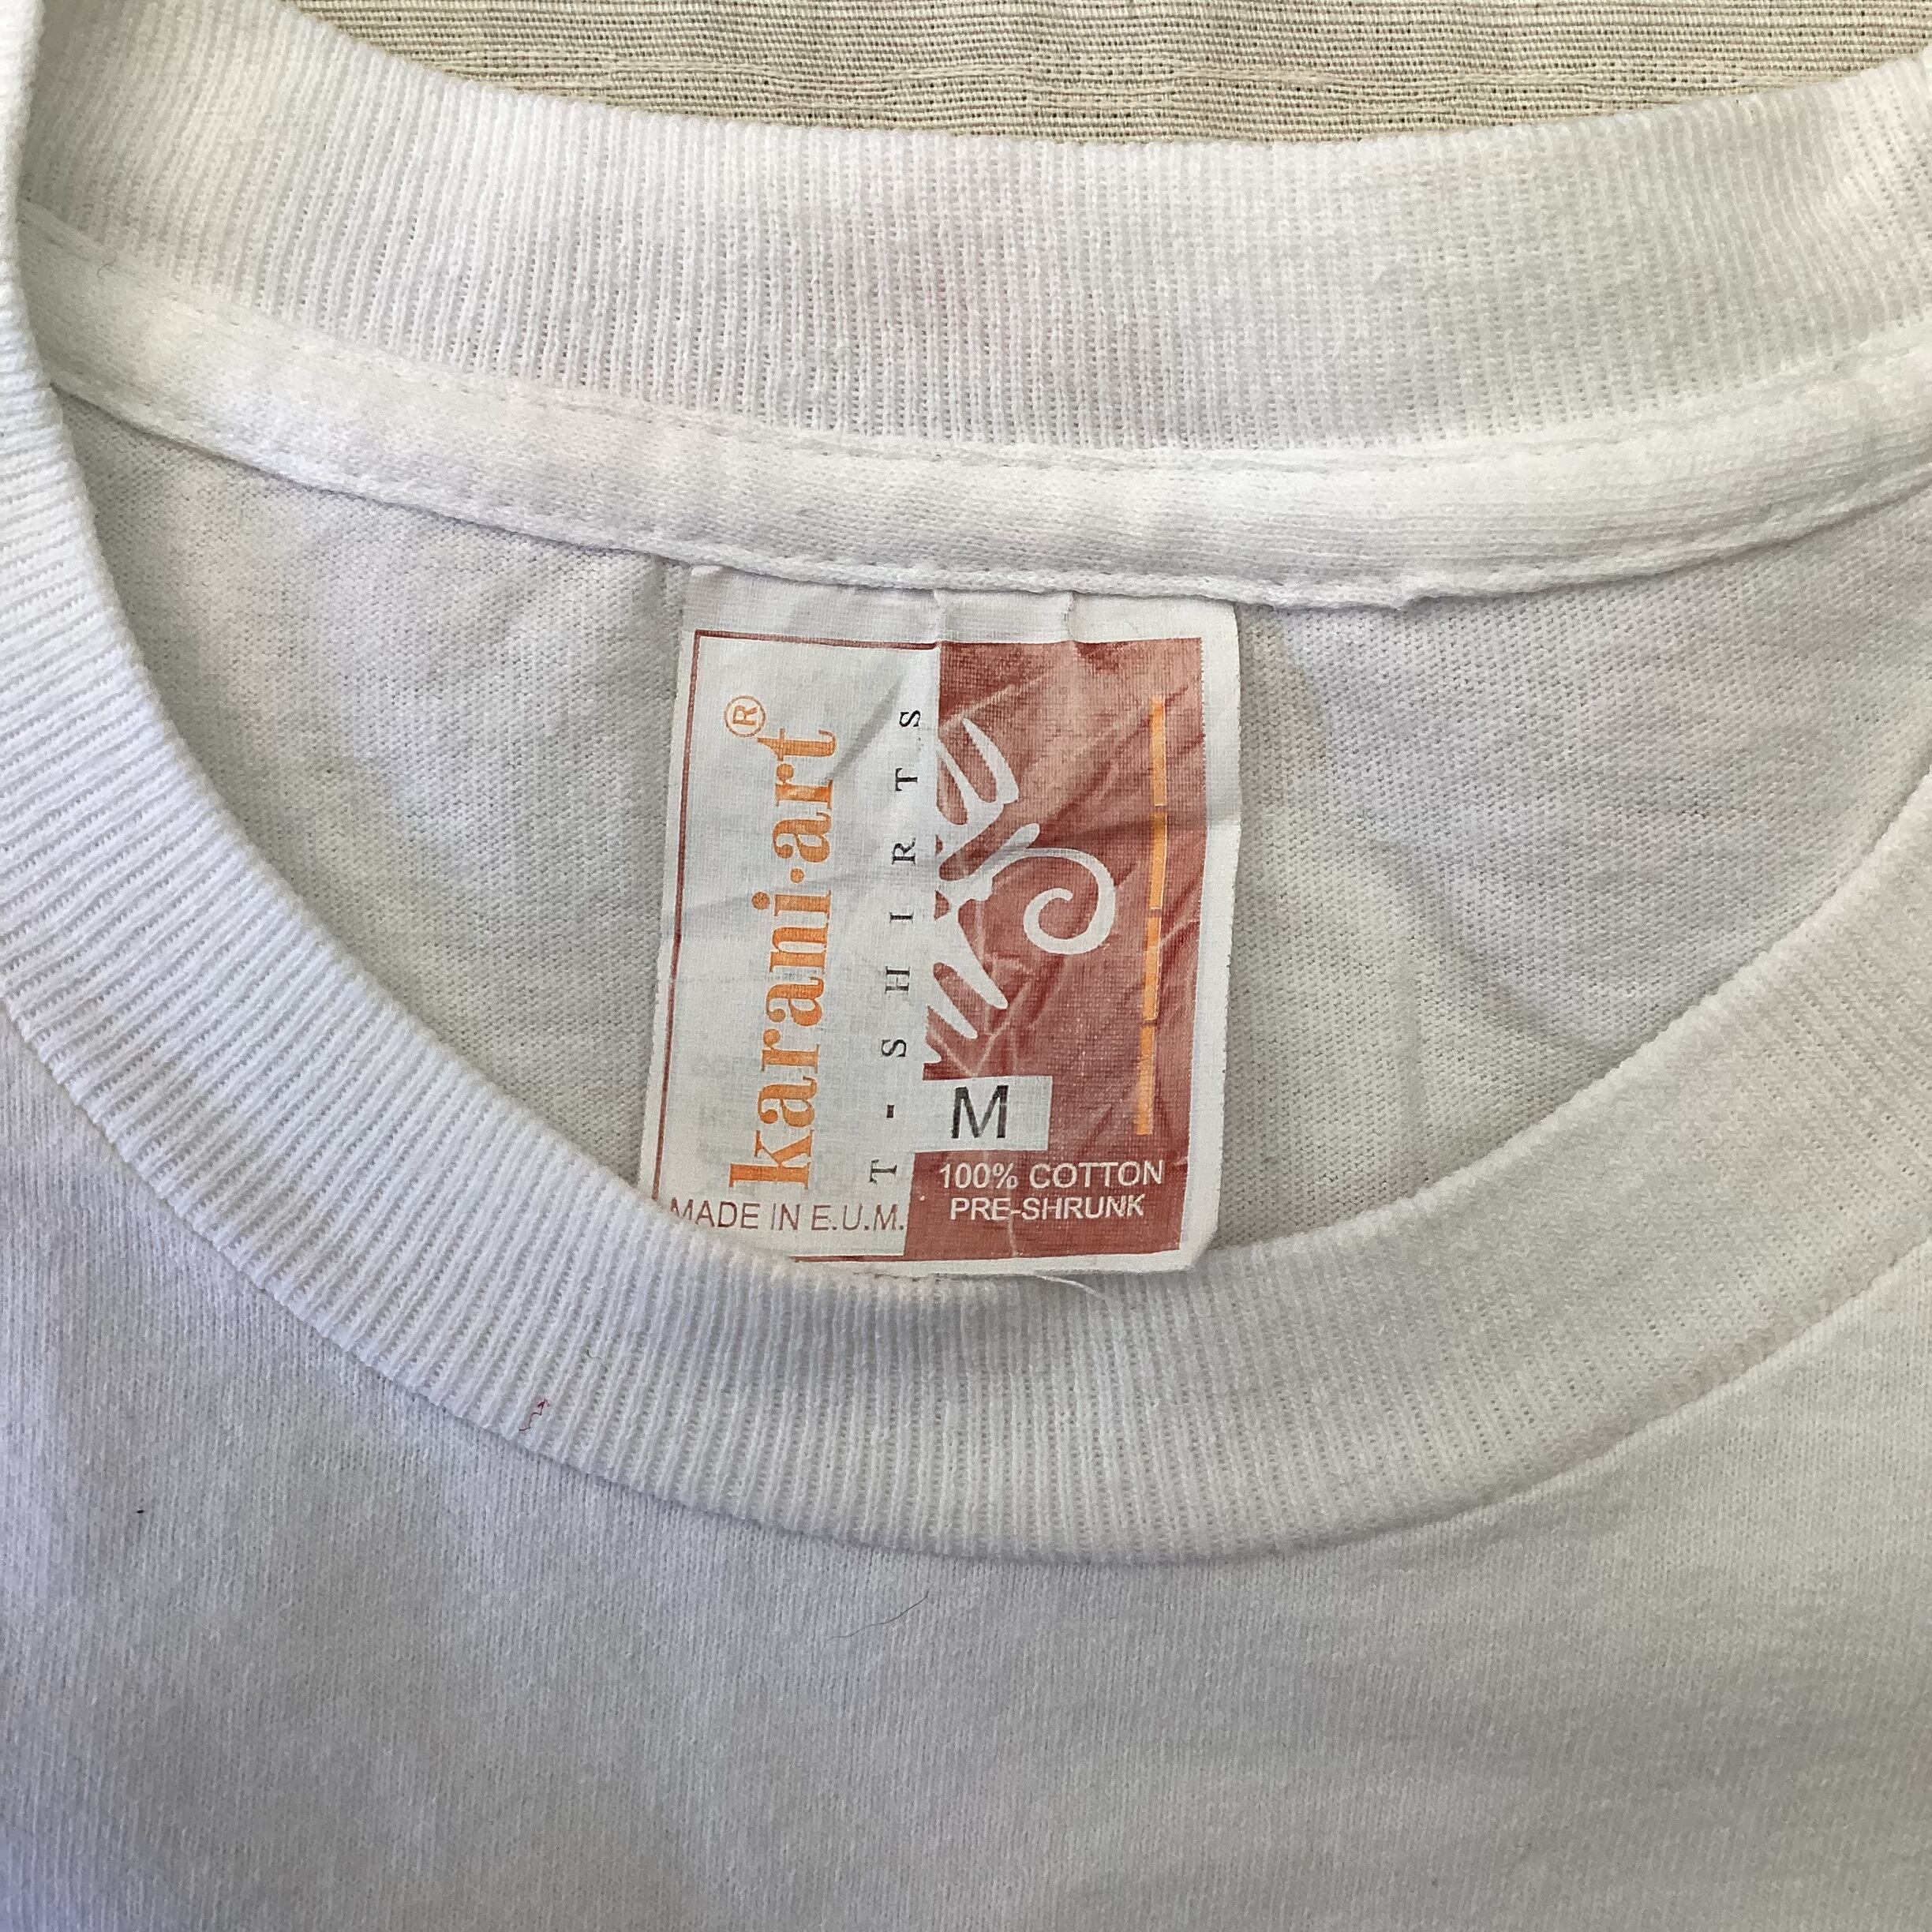 karani·art®
T-SHIRTS
M
100% COTTON
PRE-SHRUNK
MADE IN E.U.M.